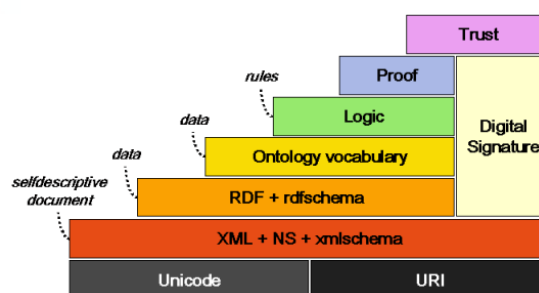 Trust
Proof
rules
Logic
data
Ontology vocabulary
Digital
Signature
data
RDF + rdfschema
selfdescriptive
document
XML + NS + xmlschema
Unicode
URI